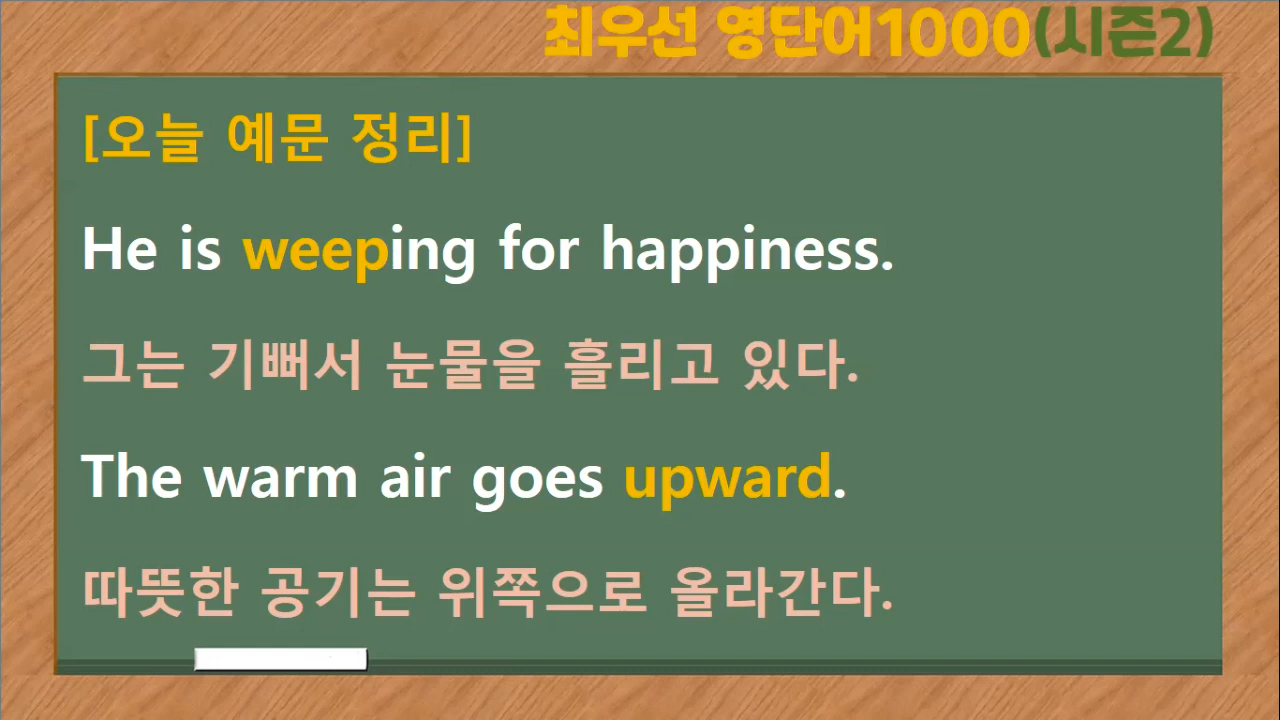 최우선 영단어1000(시즌2)
[오늘 예문 정리]
He is weeping for happiness.
그는 기뻐서 눈물을 흘리고 있다.
The warm air goes upward.
따뜻한 공기는 위쪽으로 올라간다.